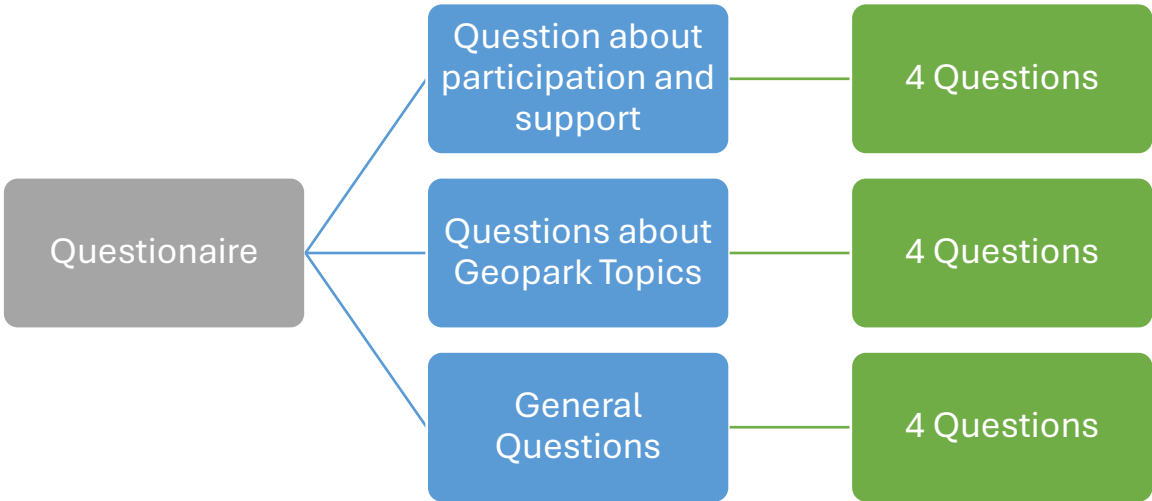 Question about
participation and
support
4 Questions
Questionaire
Questions about
Geopark Topics
4 Questions
General
Questions
4 Questions